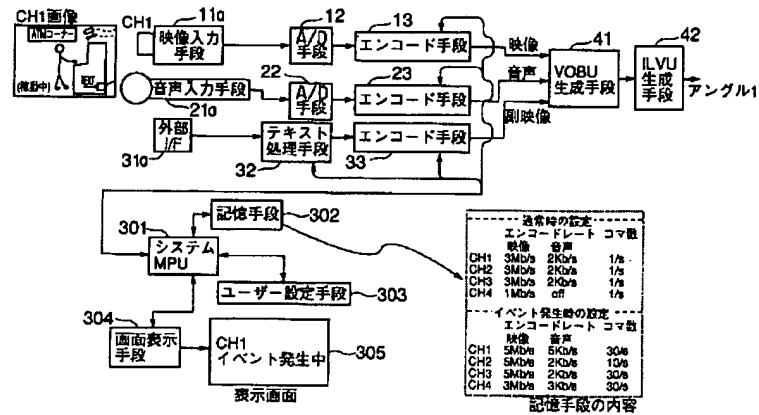 CH1画像
ATMコーナー
(稼働中)
CH1
11a
映像入力手段
12
A/D手段
13
エンコード手段
映像
音声入力手段
21a
22
A/D手段
23
エンコード手段
音声
外部I/F
31a
テキスト処理手段
32
エンコード手段
33
副映像
41
VOBU生成手段
42
ILVU生成手段
アングル1
301
システムMPU
記憶手段
302
ユーザー設定手段
303
304
画面表示手段
CH1
イベント発生中
305
表示画面
通常時の設定
エンコードレート コマ数
映像 音声
CH1 3Mb/s 2Kb/s 1/s
CH2 3Mb/s 2Kb/s 1/s
CH3 3Mb/s 2Kb/s 1/s
CH4 1Mb/s off 1/s
イベント発生時の設定
エンコードレート コマ数
映像 音声
CH1 5Mb/s 5Kb/s 30/s
CH2 5Mb/s 2Kb/s 10/s
CH3 5Mb/s 2Kb/s 30/s
CH4 3Mb/s 3Kb/s 30/s
記憶手段の内容